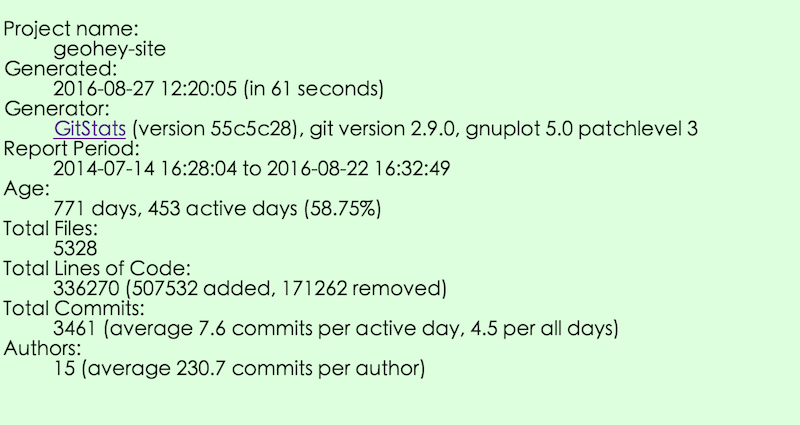 Project name:
geohey-site
Generated:
2016-08-27 12:20:05 (in 61 seconds)
Generator:
GitStats (version 55c5c28), git version 2.9.0, gnuplot 5.0 patchlevel 3
Report Period:
2014-07-14 16:28:04 to 2016-08-22 16:32:49
Age:
771 days, 453 active days (58.75%)
Total Files:
5328
Total Lines of Code:
336270 (507532 added, 171262 removed)
Total Commits:
3461 (average 7.6 commits per active day, 4.5 per all days)
Authors:
15 (average 230.7 commits per author)